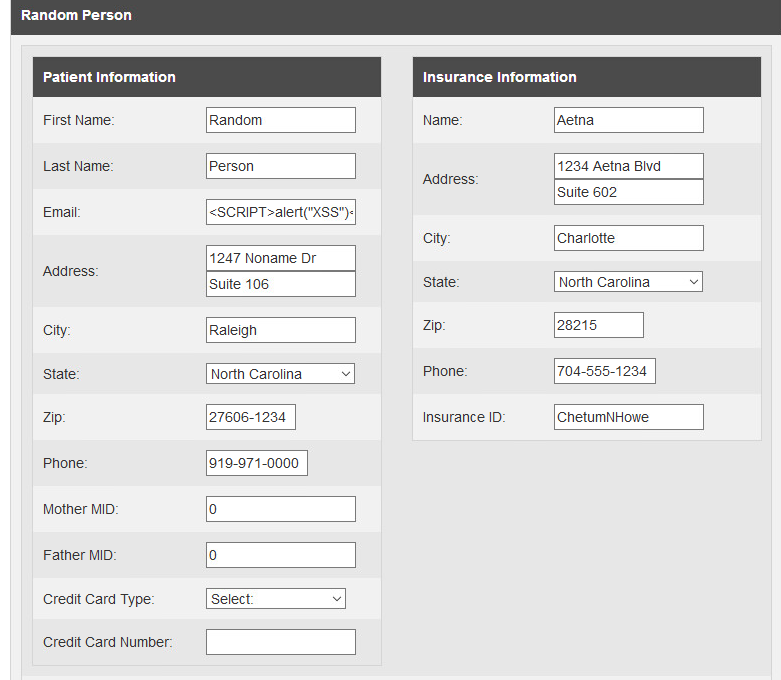 Random Person
Patient Information
First Name: Random
Last Name: Person
Email: <SCRIPT>alert("XSS")<
Address: 1247 Noname Dr
Suite 106
City: Raleigh
State: North Carolina
Zip: 27606-1234
Phone: 919-971-0000
Mother MID: 0
Father MID: 0
Credit Card Type: Select:
Credit Card Number:
Insurance Information
Name: Aetna
Address: 1234 Aetna Blvd
Suite 602
City: Charlotte
State: North Carolina
Zip: 28215
Phone: 704-555-1234
Insurance ID: ChetumNHowe